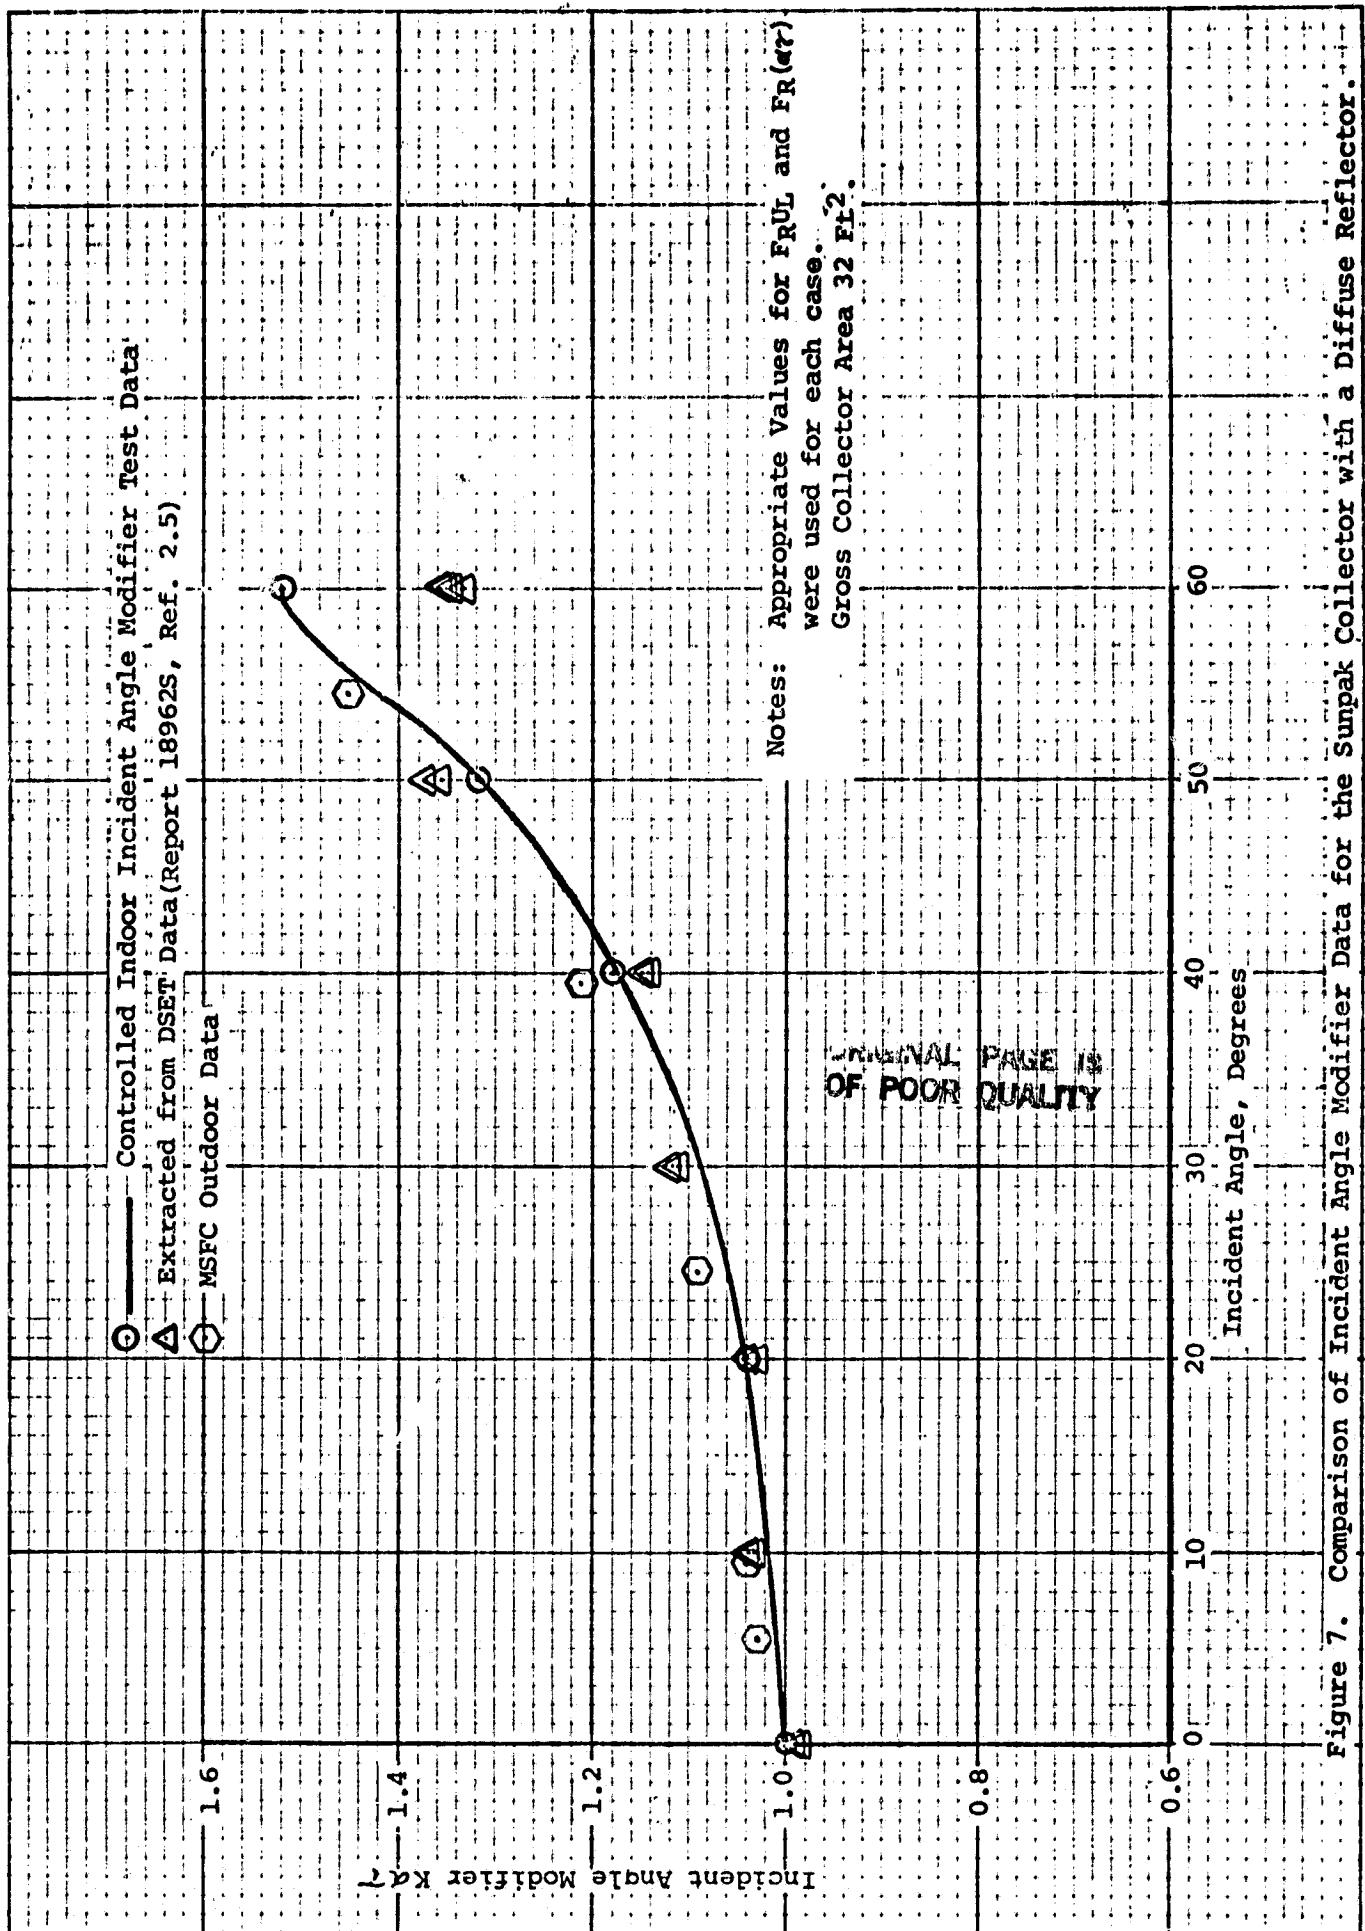 Controlled Indoor Incident Angle Modifier Test Data
Extracted from DSET Data(Report 18962S, Ref. 2.5)
MSFC Outdoor Data
1.6
1.4
1.2
1.0
0.8
0.6
Incident Angle Modifier Kατ
Notes: Appropriate Values for FRUL and FR(ατ)
were used for each case.
Gross Collector Area 32 Ft².
ORIGINAL PAGE IS
OF POOR QUALITY
0
10
20
30
40
50
60
Incident Angle, Degrees
Figure 7. Comparison of Incident Angle Modifier Data for the Sunpak Collector with a Diffuse Reflector.